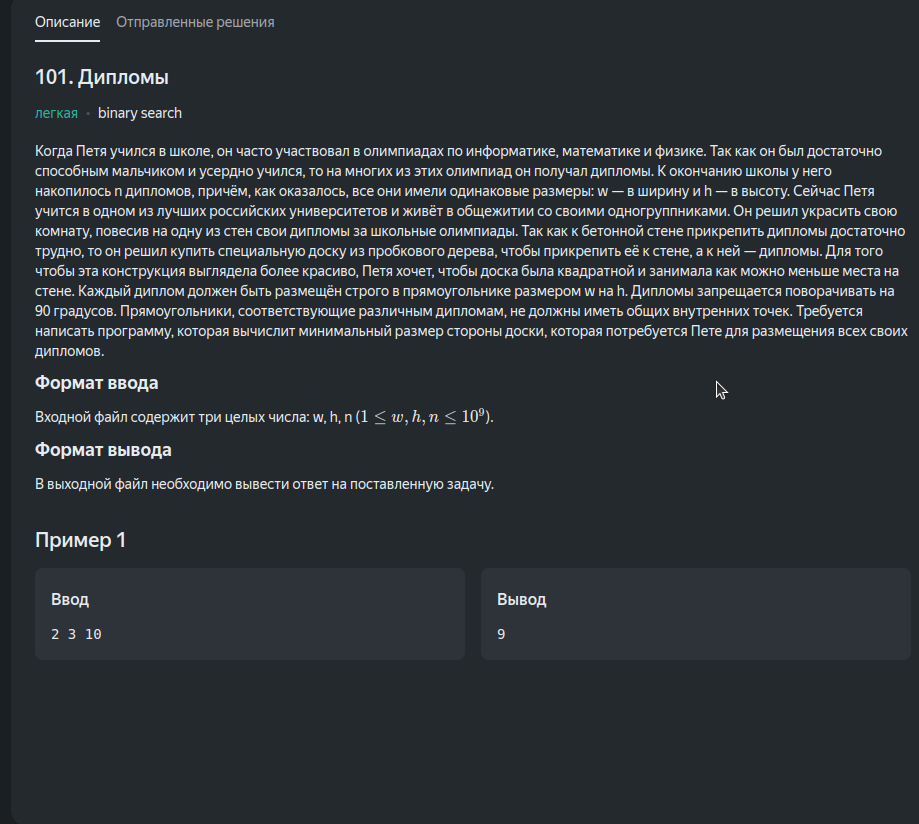 Описание Отправленные решения
101. Дипломы
легкая · binary search
Когда Петя учился в школе, он часто участвовал в олимпиадах по информатике, математике и физике. Так как он был достаточно
способным мальчиком и усердно учился, то на многих из этих олимпиад он получал дипломы. К окончанию школы у него
накопилось n дипломов, причём, как оказалось, все они имели одинаковые размеры: w — в ширину и h — в высоту. Сейчас Петя
учится в одном из лучших российских университетов и живёт в общежитии со своими одногруппниками. Он решил украсить свою
комнату, повесив на одну из стен свои дипломы за школьные олимпиады. Так как к бетонной стене прикрепить дипломы достаточно
трудно, то он решил купить специальную доску из пробкового дерева, чтобы прикрепить её к стене, а к ней — дипломы. Для того
чтобы эта конструкция выглядела более красиво, Петя хочет, чтобы доска была квадратной и занимала как можно меньше места на
стене. Каждый диплом должен быть размещён строго в прямоугольнике размером w на h. Дипломы запрещается поворачивать на
90 градусов. Прямоугольники, соответствующие различным дипломам, не должны иметь общих внутренних точек. Требуется
написать программу, которая вычислит минимальный размер стороны доски, которая потребуется Пете для размещения всех своих
дипломов.
Формат ввода
Входной файл содержит три целых числа: w, h, n (1 ≤ w, h, n ≤ 10⁹).
Формат вывода
В выходной файл необходимо вывести ответ на поставленную задачу.
Пример 1
Ввод
2 3 10
Вывод
9